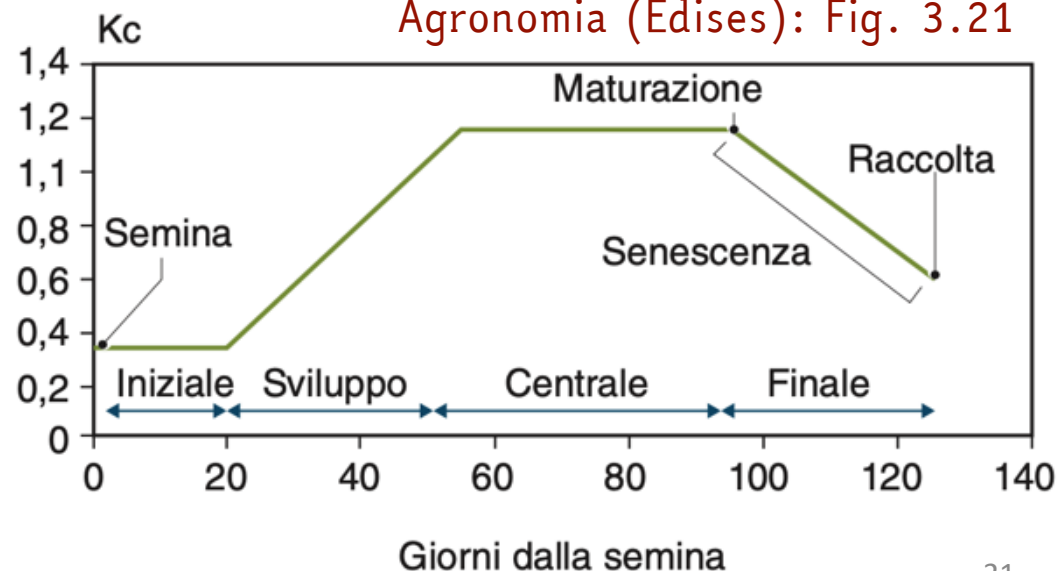 Agronomia (Edises): Fig. 3.21
Kc
1,4
1,2
1,1
0,8
0,6
0,4
0,2
0
Maturazione
Raccolta
Semina
Senescenza
Iniziale Sviluppo Centrale Finale
0 20 40 60 80 100 120 140
Giorni dalla semina